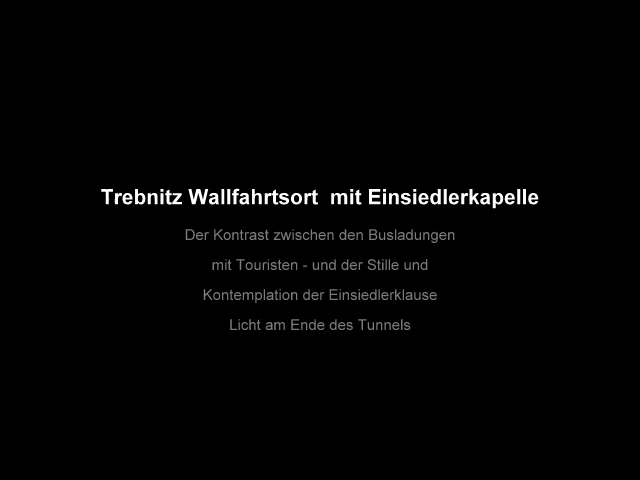 Trebnitz Wallfahrtsort  mit Einsiedlerkapelle
Der Kontrast zwischen den Busladungen
mit Touristen - und der Stille und
Kontemplation der Einsiedlerklause
Licht am Ende des Tunnels